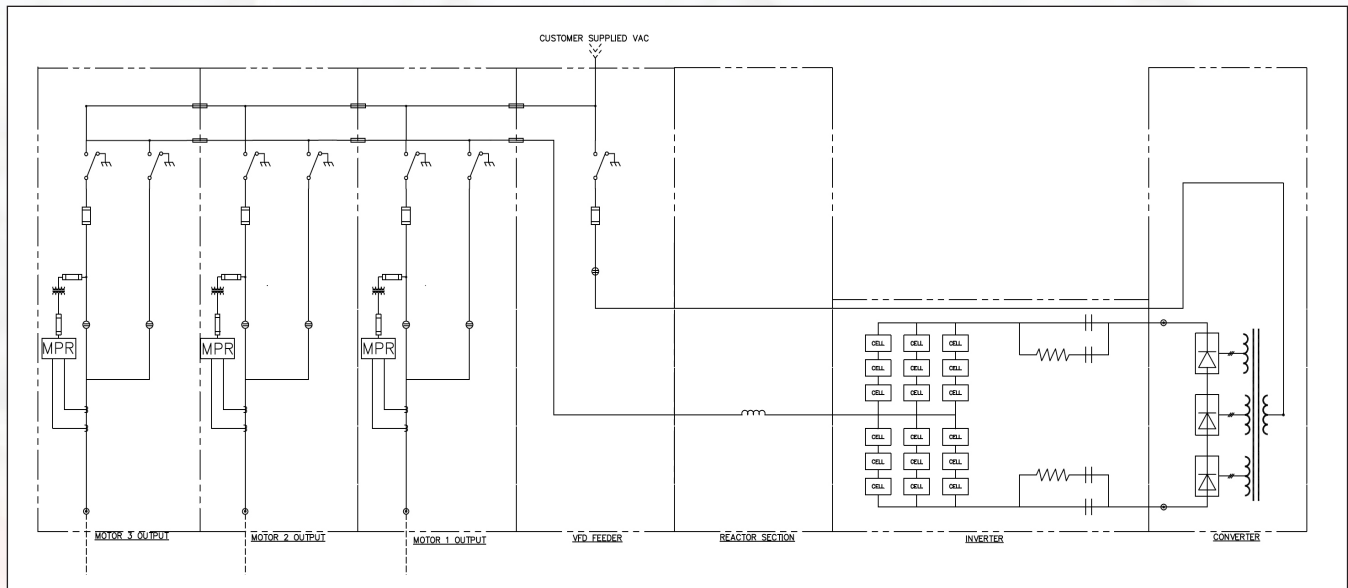 CUSTOMER SUPPLIED VAC
MPR MPR MPR
CELL CELL CELL
CELL CELL CELL
CELL CELL CELL
CELL CELL CELL
CELL CELL CELL
CELL CELL CELL
MOTOR 3 OUTPUT
MOTOR 2 OUTPUT
MOTOR 1 OUTPUT
VFD FEEDER
REACTOR SECTION
INVERTER
CONVERTER